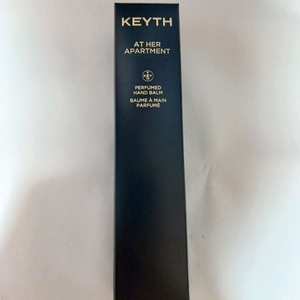 KEYTH
AT HER
APARTMENT
PERFUMED
HAND BALM
BAUME À MAIN
PARFUMÉ